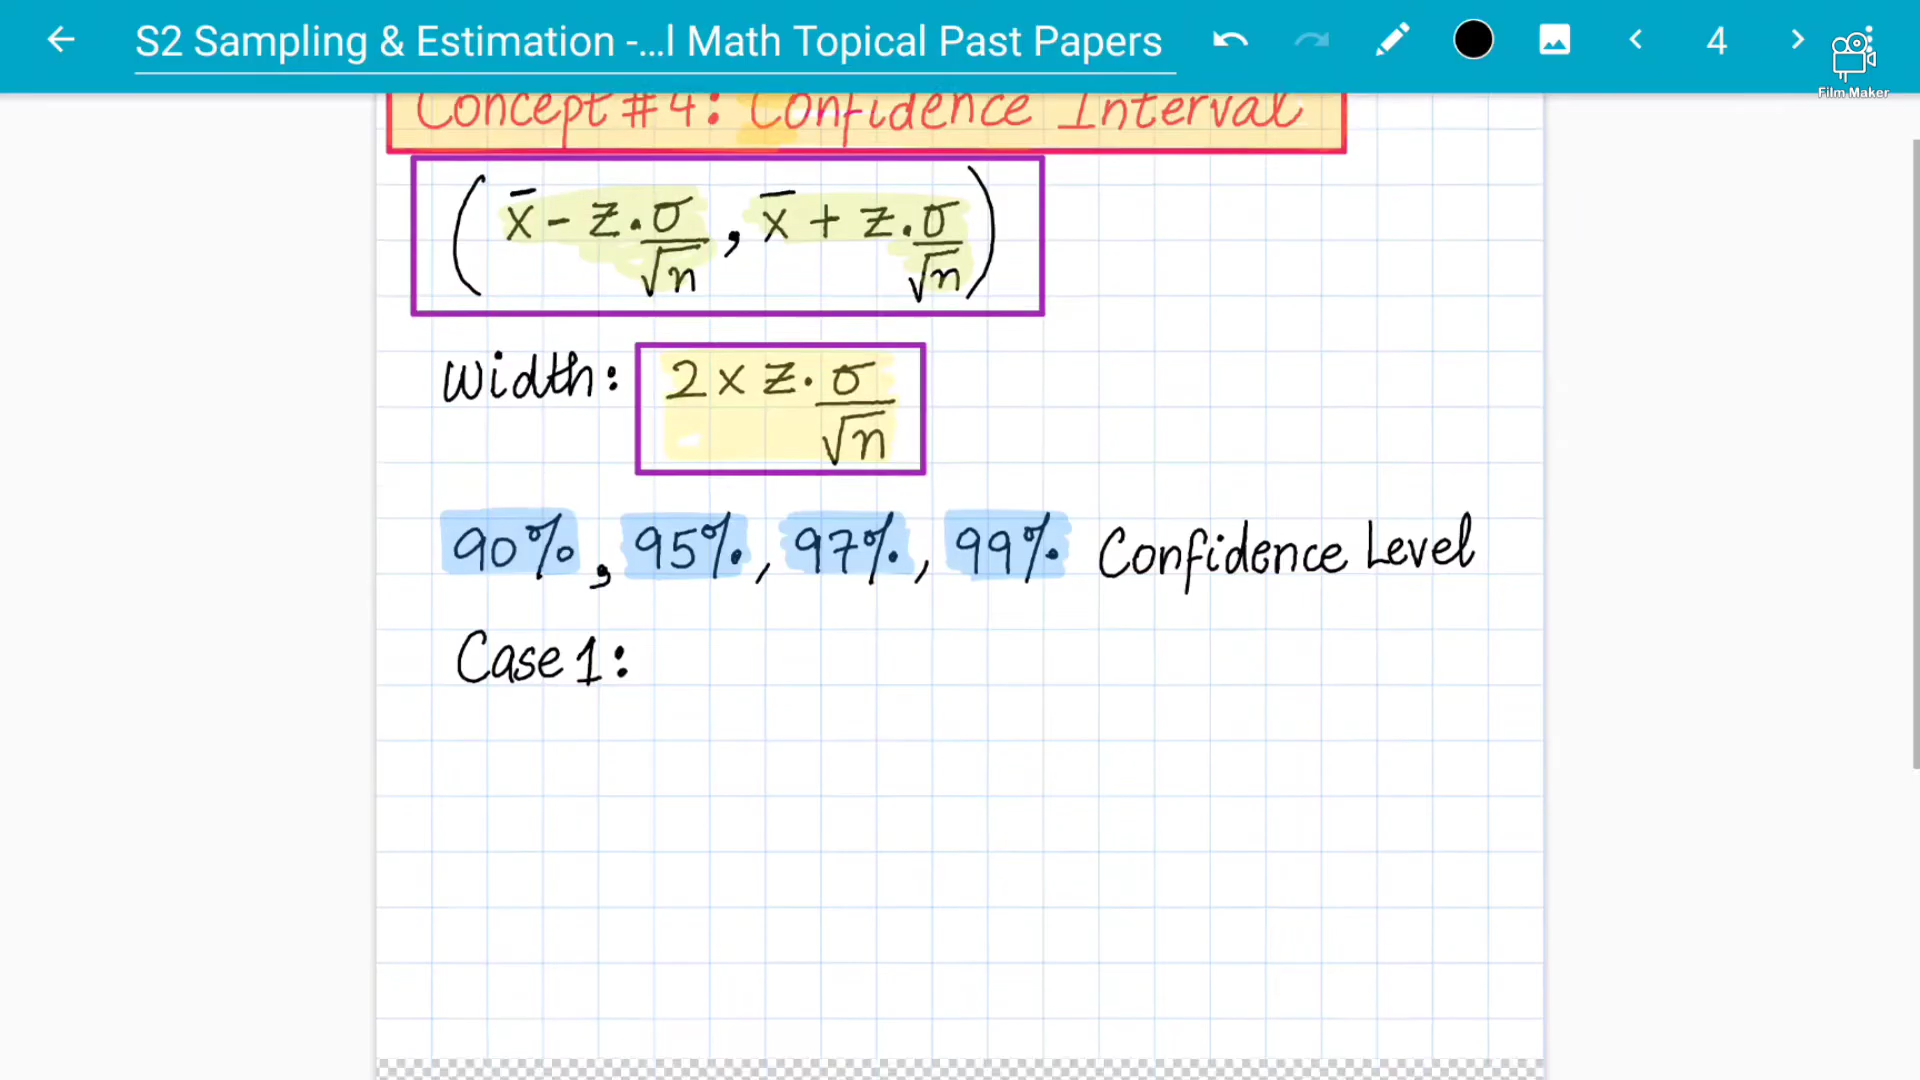 S2 Sampling & Estimation -...l Math Topical Past Papers
4
Film Maker
Concept #4: Confidence Interval
(x̄ - z.σ/√n, x̄ + z.σ/√n)
Width: 2 x z.σ/√n
90%, 95%, 97%, 99% Confidence Level
Case 1: